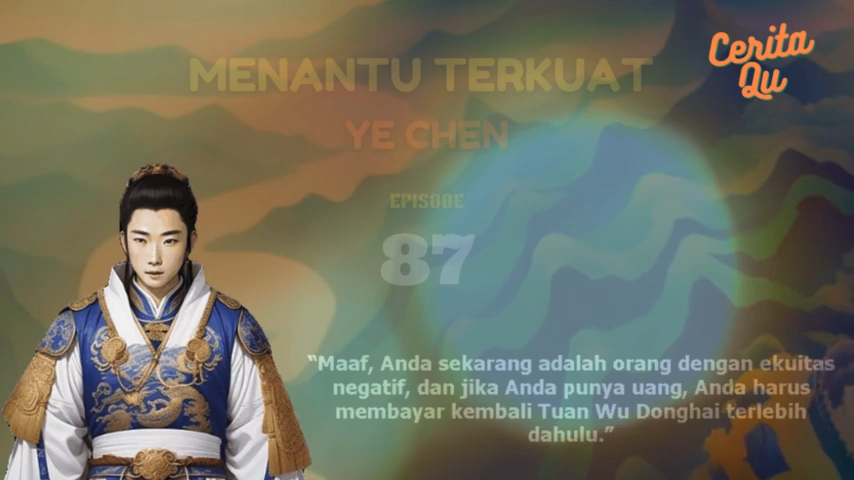 Cerita
Qu
MENANTU TERKUAT
YE CHEN
EPISODE
87
“Maaf, Anda sekarang adalah orang dengan ekuitas
negatif, dan jika Anda punya uang, Anda harus
membayar kembali Tuan Wu Donghai terlebih
dahulu.”